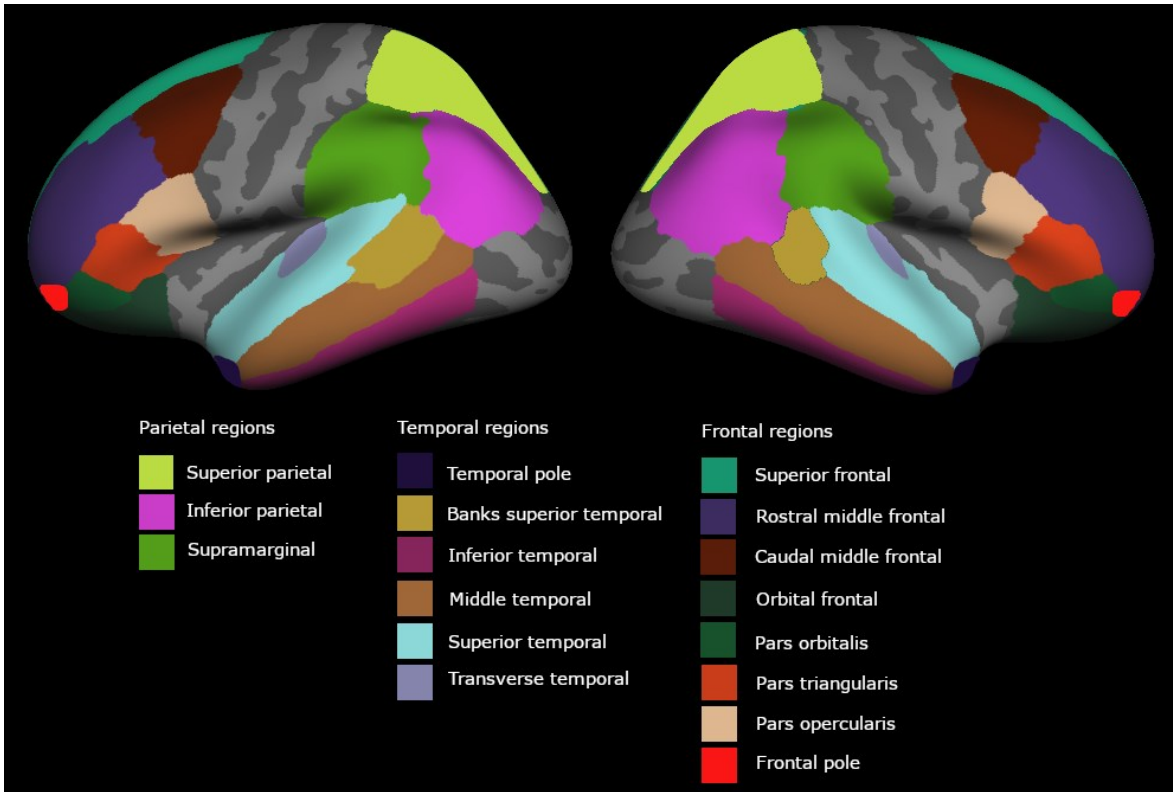 Parietal regions
Superior parietal
Inferior parietal
Supramarginal
Temporal regions
Temporal pole
Banks superior temporal
Inferior temporal
Middle temporal
Superior temporal
Transverse temporal
Frontal regions
Superior frontal
Rostral middle frontal
Caudal middle frontal
Orbital frontal
Pars orbitalis
Pars triangularis
Pars opercularis
Frontal pole